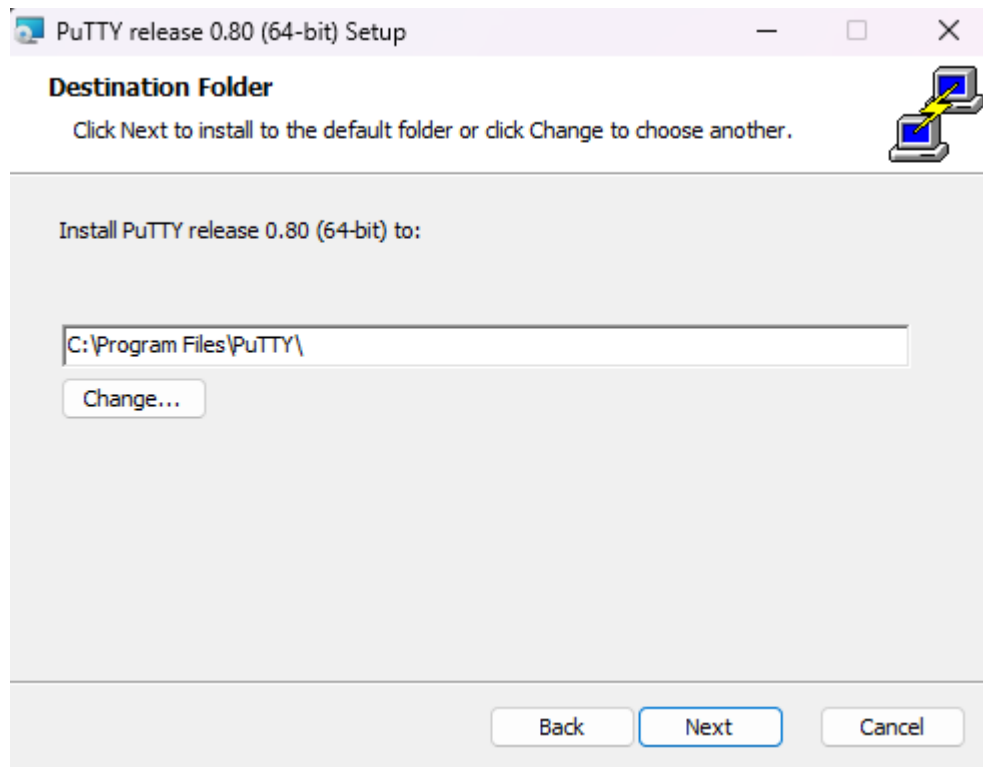 PuTTY release 0.80 (64-bit) Setup
Destination Folder
Click Next to install to the default folder or click Change to choose another.
Install PuTTY release 0.80 (64-bit) to:
C:\Program Files\PuTTY\
Change...
Back Next Cancel